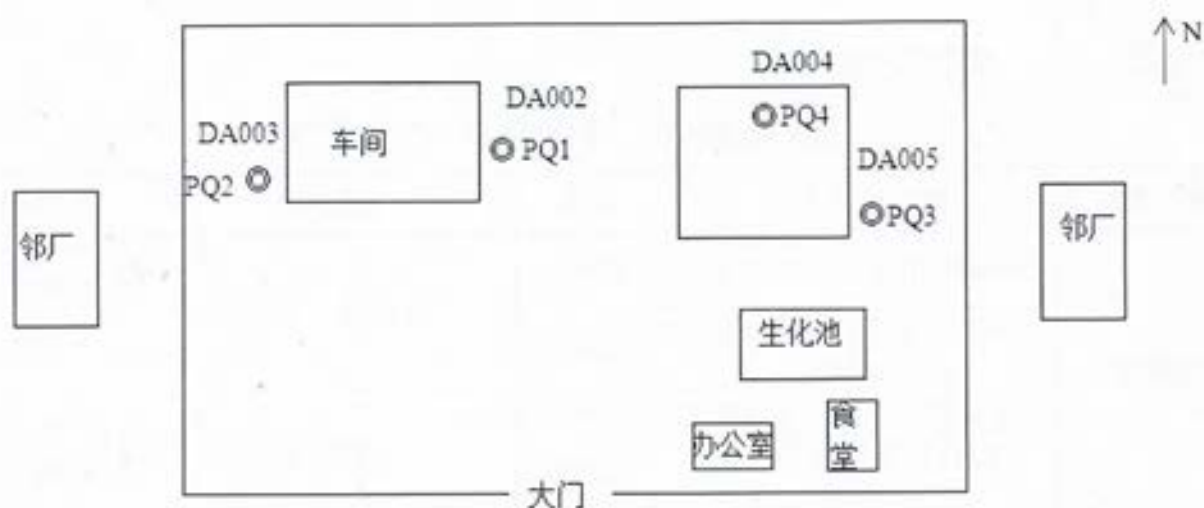 N
DA004
DA002
◎PQ4
DA003
车间
◎ PQ1
DA005
PQ2 ◎
◎PQ3
邻厂
邻厂
生化池
食堂
办公室
大门